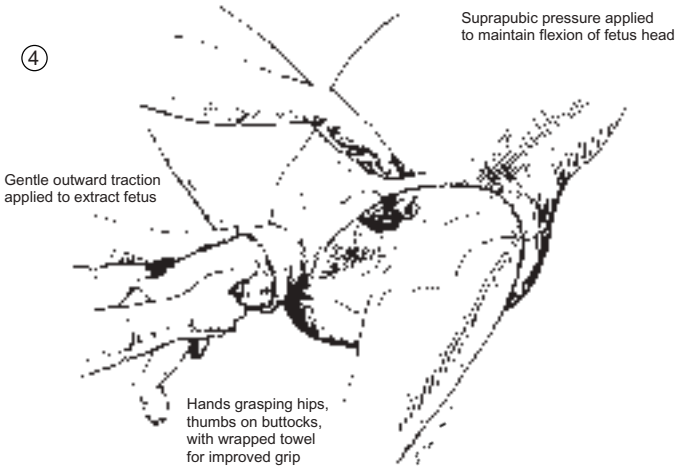 ④
Suprapubic pressure applied
to maintain flexion of fetus head
Gentle outward traction
applied to extract fetus
Hands grasping hips,
thumbs on buttocks,
with wrapped towel
for improved grip